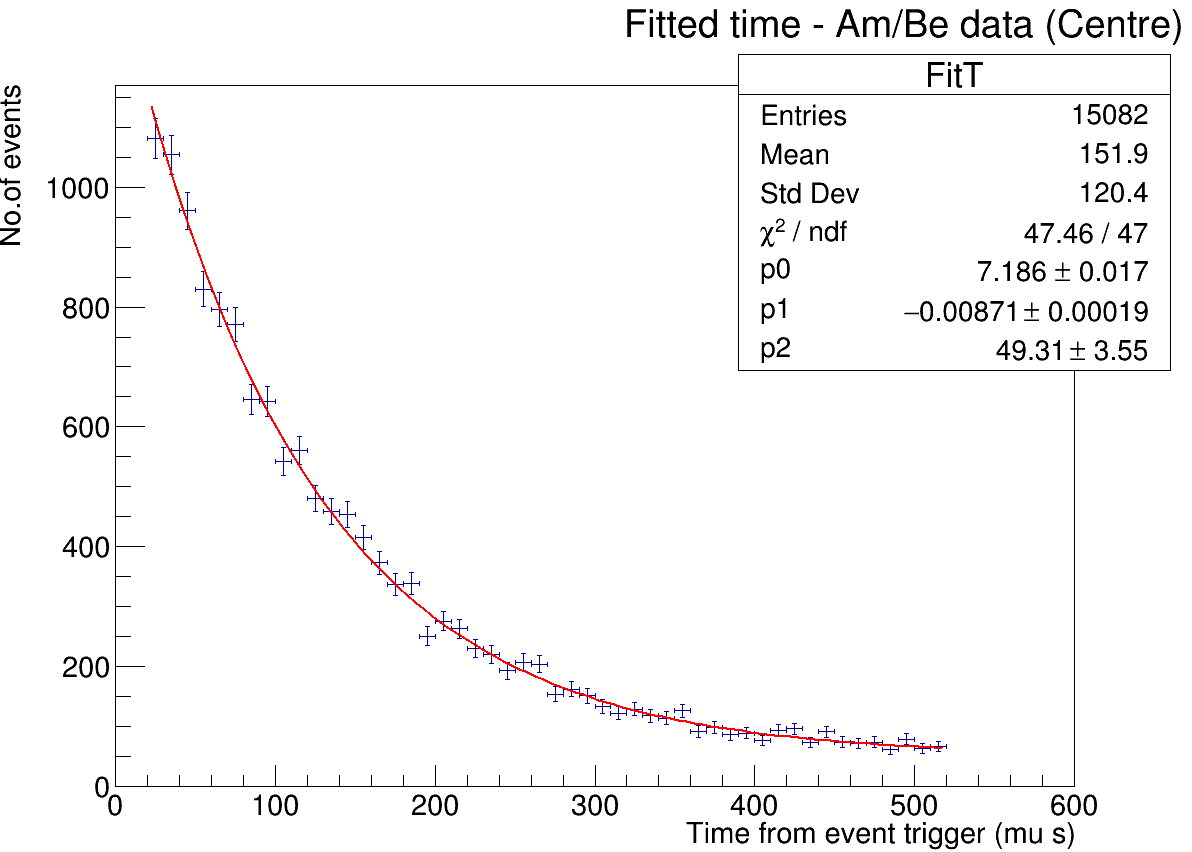 Fitted time - Am/Be data (Centre)
FitT
Entries 15082
Mean 151.9
Std Dev 120.4
χ² / ndf 47.46 / 47
p0 7.186 ± 0.017
p1 −0.00871 ± 0.00019
p2 49.31 ± 3.55
No.of events
1000
800
600
400
200
0
0 100 200 300 400 500 600
Time from event trigger (mu s)